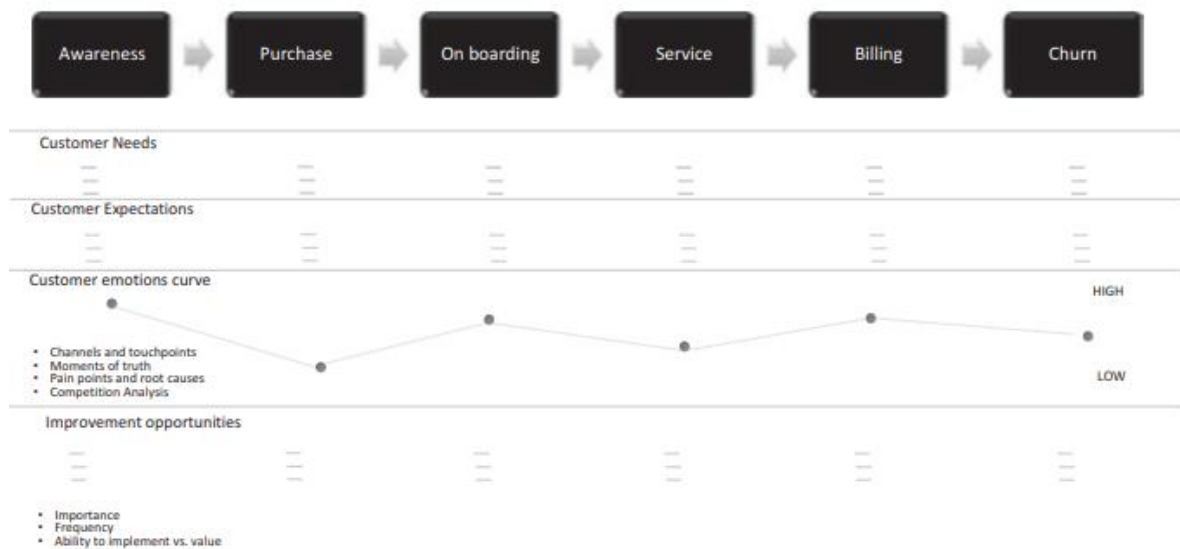 Awareness
Purchase
On boarding
Service
Billing
Churn
Customer Needs
Customer Expectations
Customer emotions curve
HIGH
• Channels and touchpoints
• Moments of truth
• Pain points and root causes
• Competition Analysis
LOW
Improvement opportunities
• Importance
• Frequency
• Ability to implement vs. value